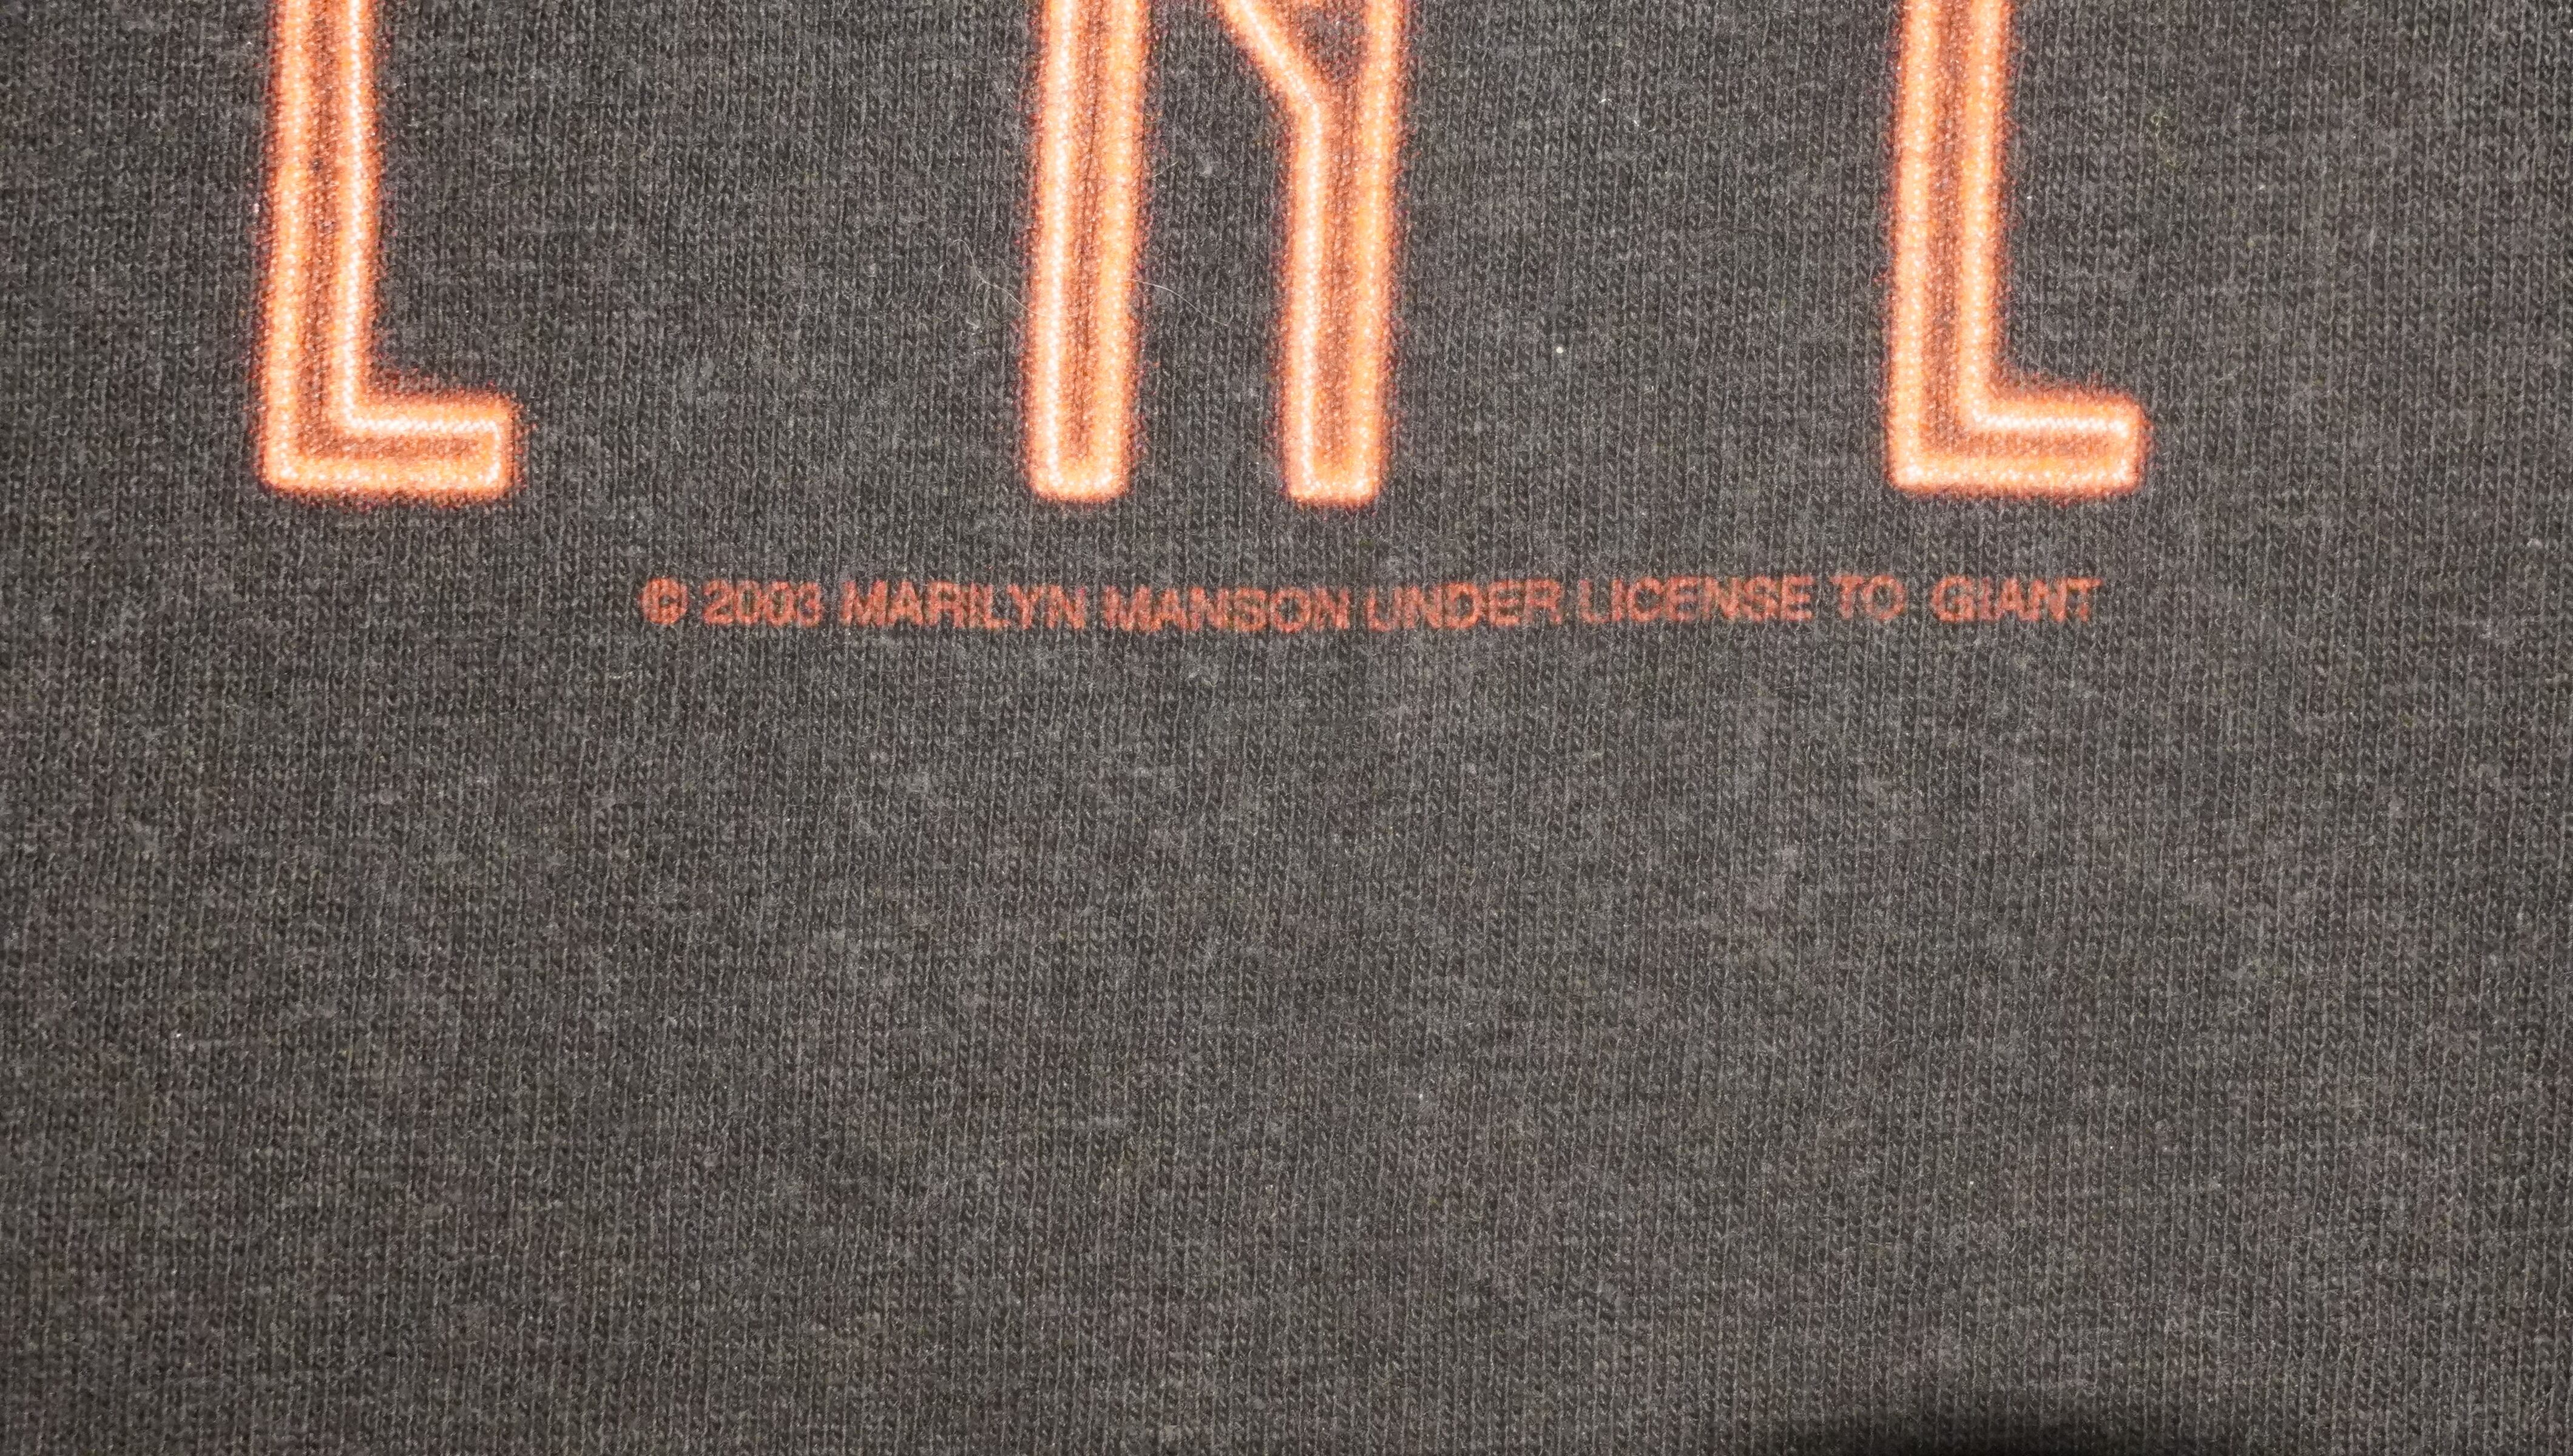 © 2003 MARILYN MANSON UNDER LICENSE TO GIANT